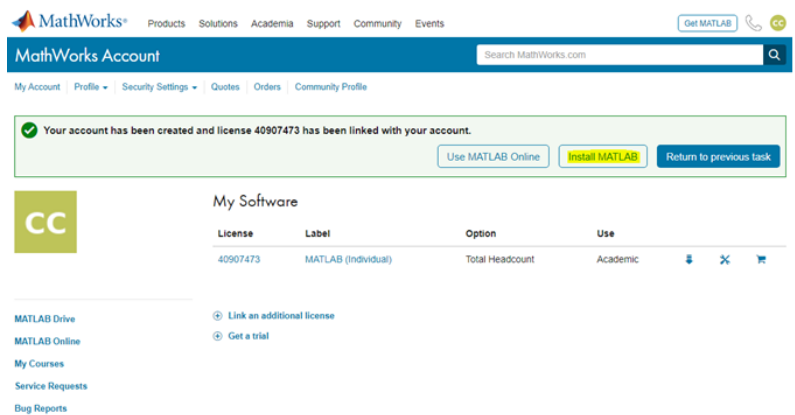 MathWorks®
Products Solutions Academia Support Community Events
Get MATLAB
CC
MathWorks Account
Search MathWorks.com
My Account Profile Security Settings Quotes Orders Community Profile
Your account has been created and license 40907473 has been linked with your account.
Use MATLAB Online Install MATLAB Return to previous task
CC
My Software
License Label Option Use
40907473 MATLAB (Individual) Total Headcount Academic
Link an additional license
Get a trial
MATLAB Drive
MATLAB Online
My Courses
Service Requests
Bug Reports